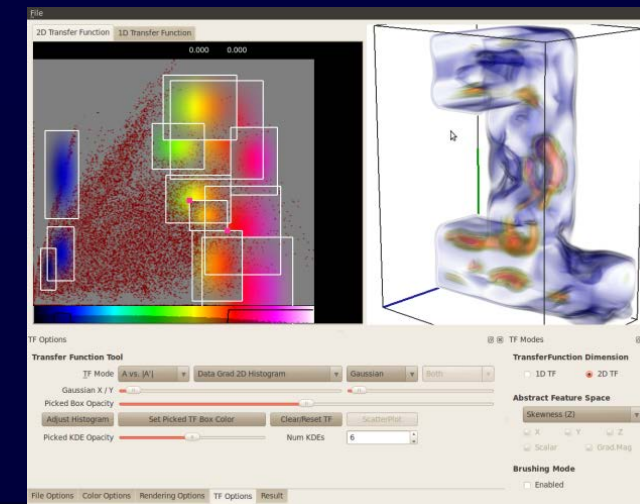 File
2D Transfer Function 1D Transfer Function
0.000 0.000
TF Options
TF Modes
Transfer Function Tool
TransferFunction Dimension
TF Mode A vs. |A'| Data Grad 2D Histogram Gaussian Both
1D TF 2D TF
Gaussian X / Y
Abstract Feature Space
Picked Box Opacity
Skewness (Z)
Adjust Histogram Set Picked TF Box Color Clear/Reset TF ScatterPlot
X Y Z
Picked KDE Opacity Num KDEs 6
Scalar Grad.Mag
Brushing Mode
Enabled
File Options Color Options Rendering Options TF Options Result